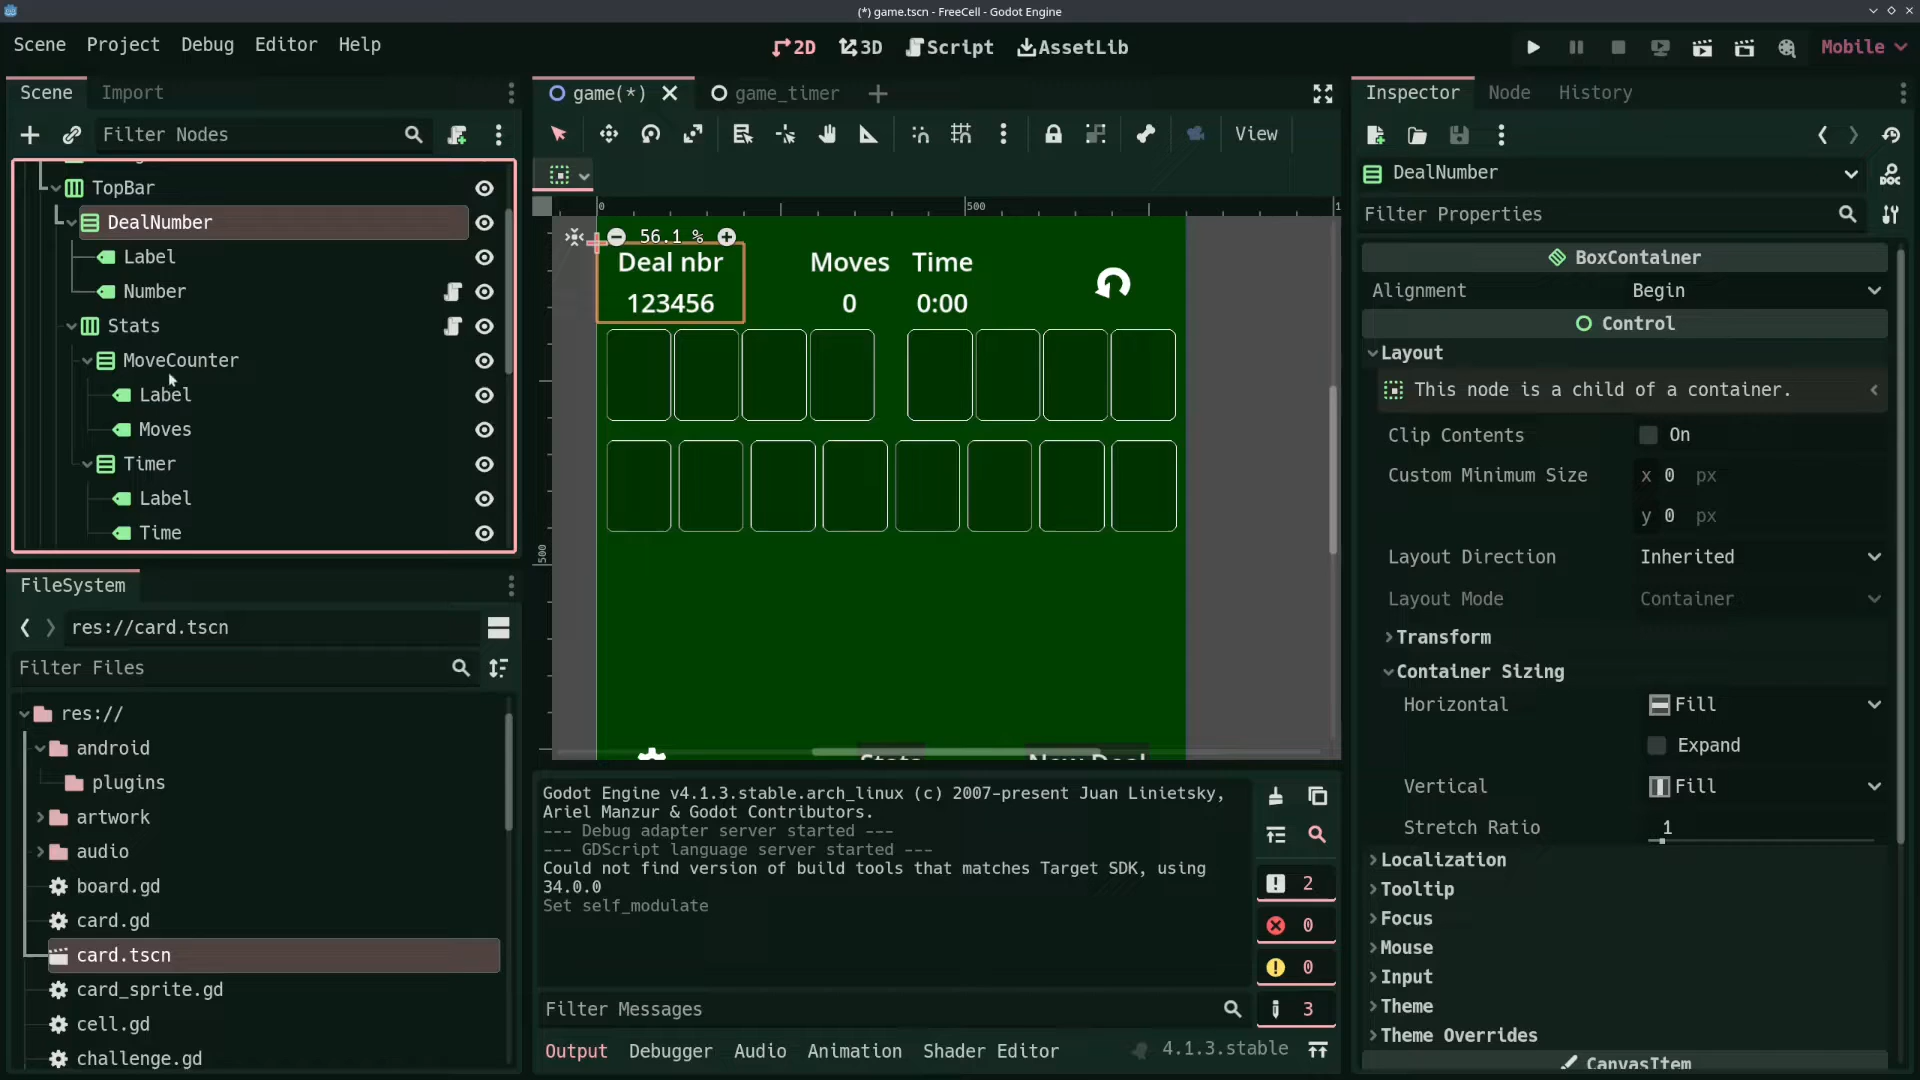 (*) game.tscn - FreeCell - Godot Engine
Scene Project Debug Editor Help
2D 3D Script AssetLib
Mobile
Scene Import
Filter Nodes
TopBar
DealNumber
Label
Number
Stats
MoveCounter
Label
Moves
Timer
Label
Time
FileSystem
res://card.tscn
Filter Files
res://
android
plugins
artwork
audio
board.gd
card.gd
card.tscn
card_sprite.gd
cell.gd
challenge.gd
game(*) game_timer
View
0 500 1
500
56.1 %
Deal nbr Moves Time
123456 0 0:00
Stats New Deal
Godot Engine v4.1.3.stable.arch_linux (c) 2007-present Juan Linietsky,
Ariel Manzur & Godot Contributors.
--- Debug adapter server started ---
--- GDScript language server started ---
Could not find version of build tools that matches Target SDK, using
34.0.0
Set self_modulate
2
0
0
3
Filter Messages
Output Debugger Audio Animation Shader Editor 4.1.3.stable
Inspector Node History
DealNumber
DOC
Filter Properties
BoxContainer
Alignment Begin
Control
Layout
This node is a child of a container.
Clip Contents On
Custom Minimum Size x 0 px
y 0 px
Layout Direction Inherited
Layout Mode Container
Transform
Container Sizing
Horizontal Fill
Expand
Vertical Fill
Stretch Ratio 1
Localization
Tooltip
Focus
Mouse
Input
Theme
Theme Overrides
CanvasItem